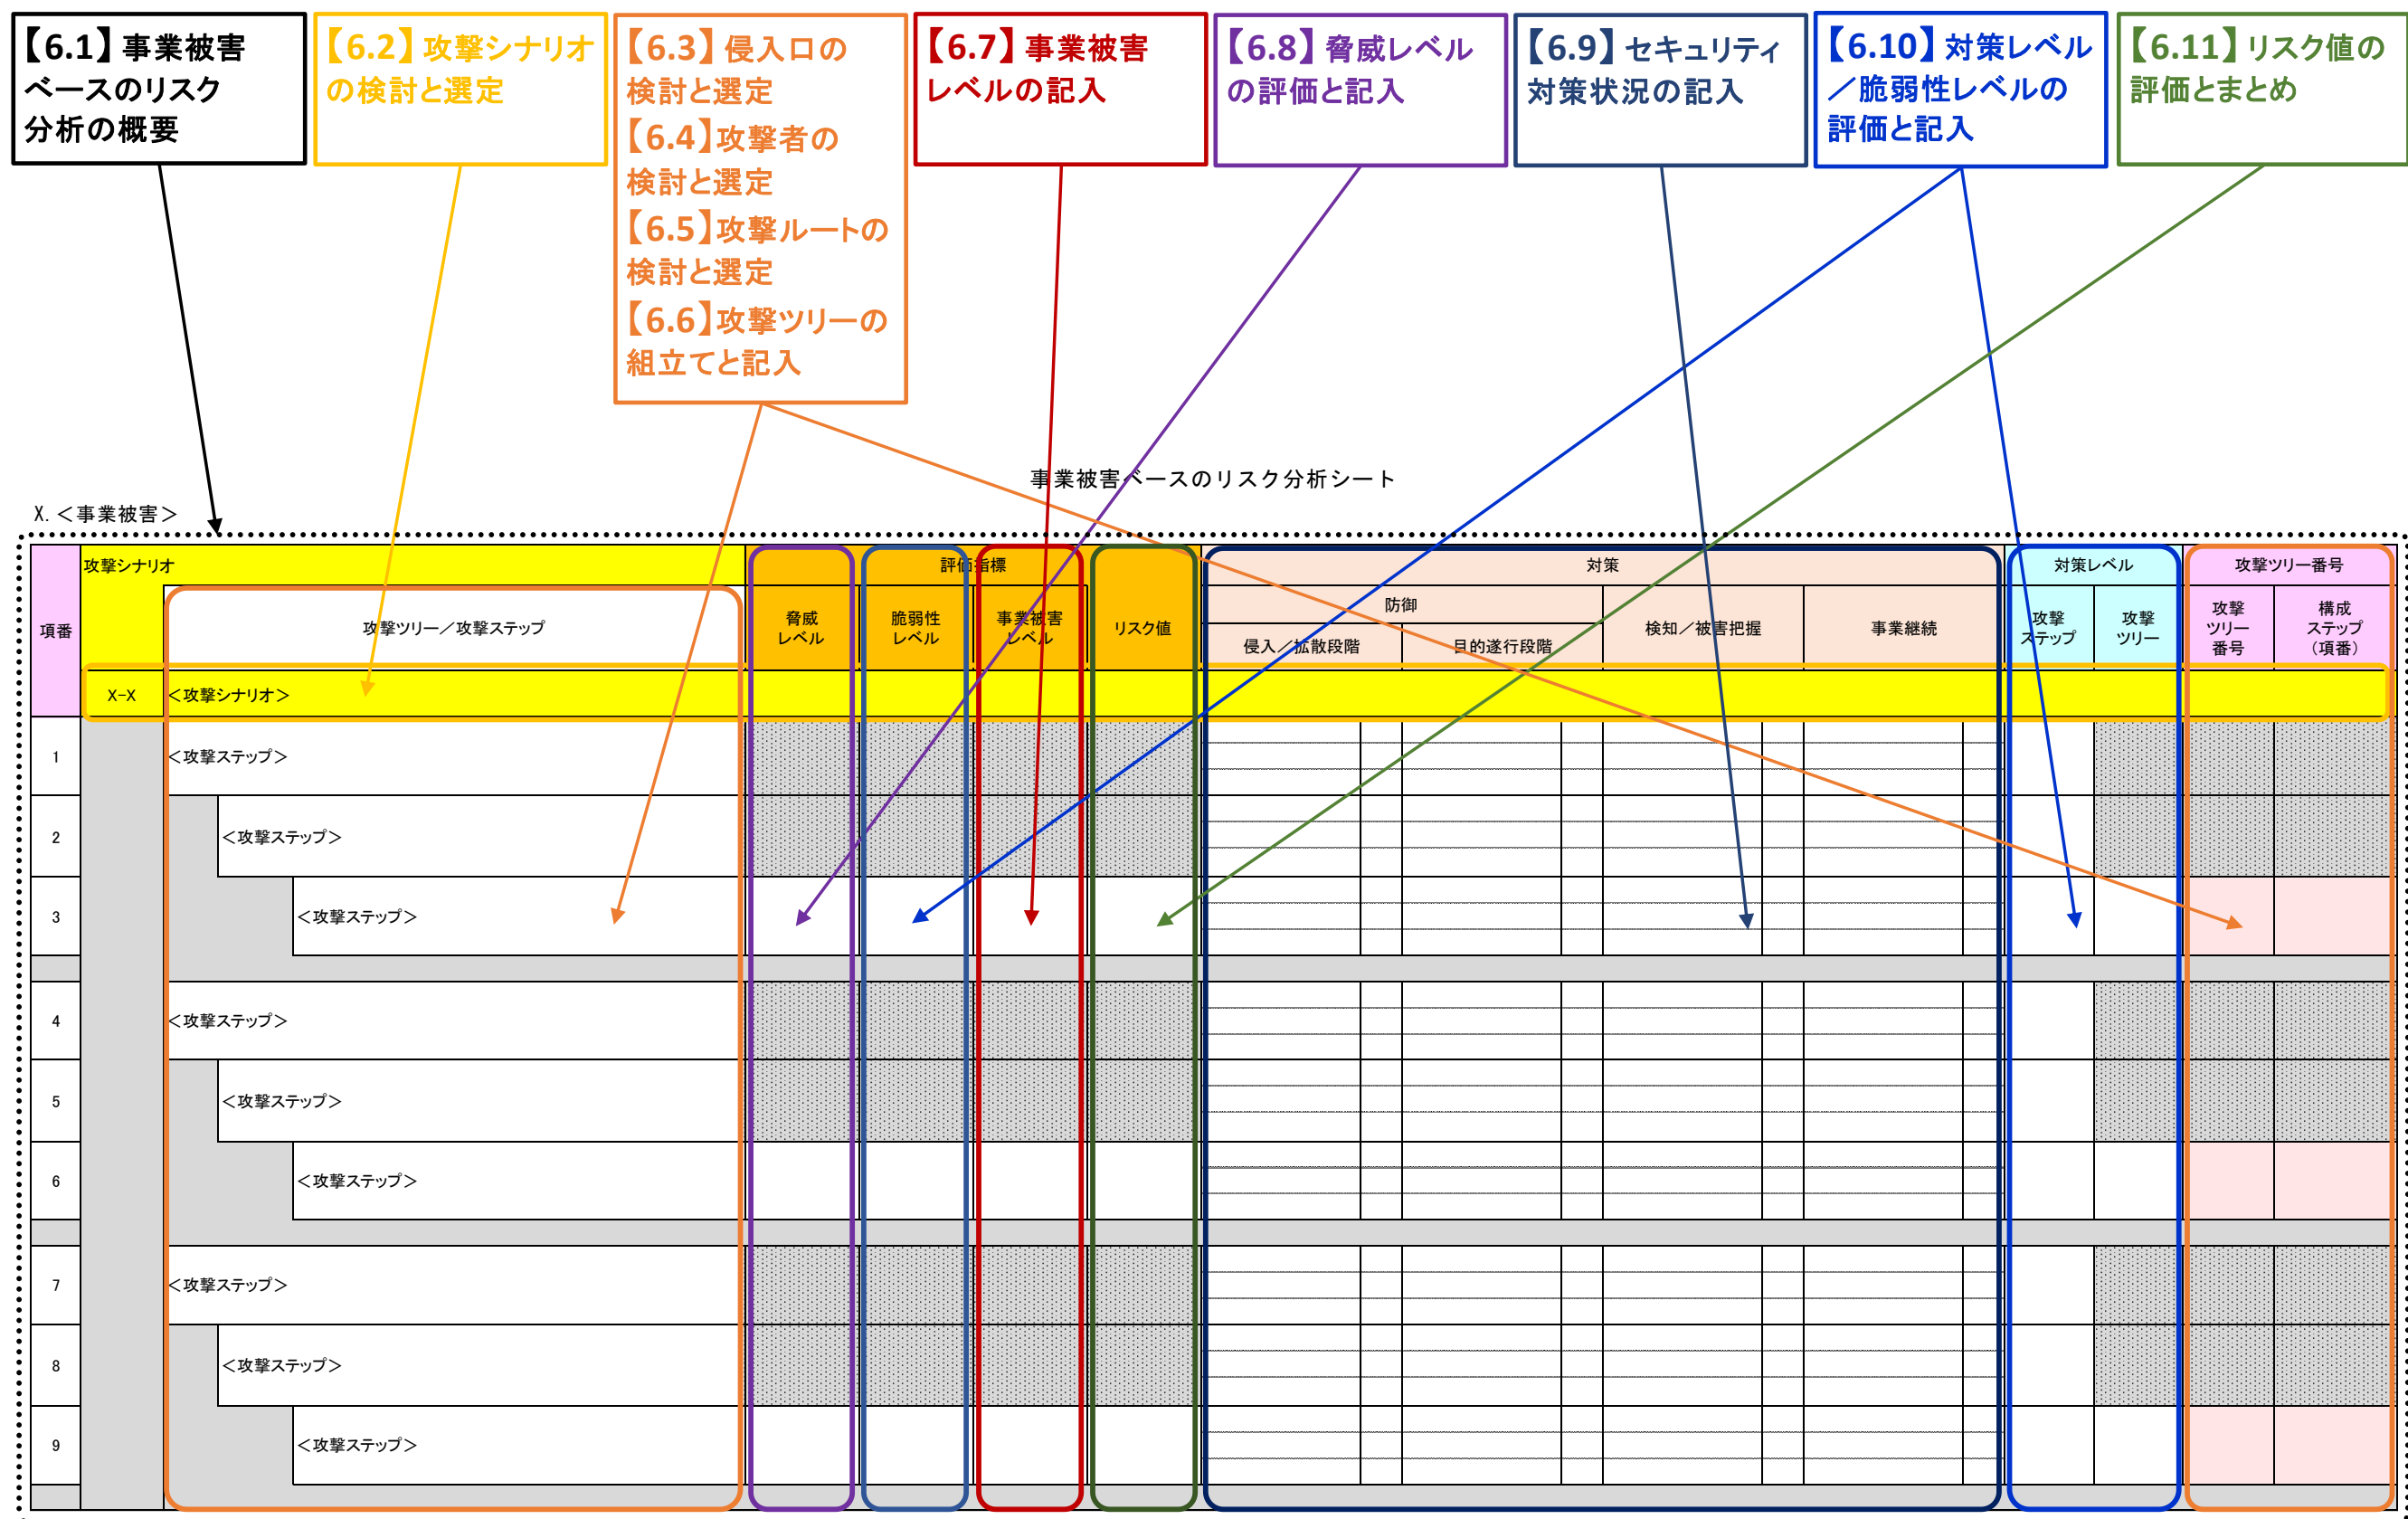 【6.1】事業被害
ベースのリスク
分析の概要
【6.2】攻撃シナリオ
の検討と選定
【6.3】侵入口の
検討と選定
【6.4】攻撃者の
検討と選定
【6.5】攻撃ルートの
検討と選定
【6.6】攻撃ツリーの
組立てと記入
【6.7】事業被害
レベルの記入
【6.8】脅威レベル
の評価と記入
【6.9】セキュリティ
対策状況の記入
【6.10】対策レベル
／脆弱性レベルの
評価と記入
【6.11】リスク値の
評価とまとめ
事業被害ベースのリスク分析シート
X.＜事業被害＞
項番
攻撃シナリオ
攻撃ツリー／攻撃ステップ
評価指標
脅威
レベル
脆弱性
レベル
事業被害
レベル
リスク値
対策
防御
侵入／拡散段階
目的遂行段階
検知／被害把握
事業継続
対策レベル
攻撃
ステップ
攻撃
ツリー
攻撃ツリー番号
攻撃
ツリー
番号
構成
ステップ
（項番）
X-X
＜攻撃シナリオ＞
1
＜攻撃ステップ＞
2
＜攻撃ステップ＞
3
＜攻撃ステップ＞
4
＜攻撃ステップ＞
5
＜攻撃ステップ＞
6
＜攻撃ステップ＞
7
＜攻撃ステップ＞
8
＜攻撃ステップ＞
9
＜攻撃ステップ＞